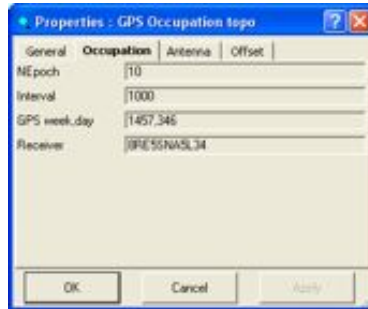 Properties : GPS Occupation topo
General Occupation Antenna Offset
NEpoch 10
Interval 1000
GPS week,day 1457,346
Receiver 8RE5SNA5L34
OK Cancel Apply